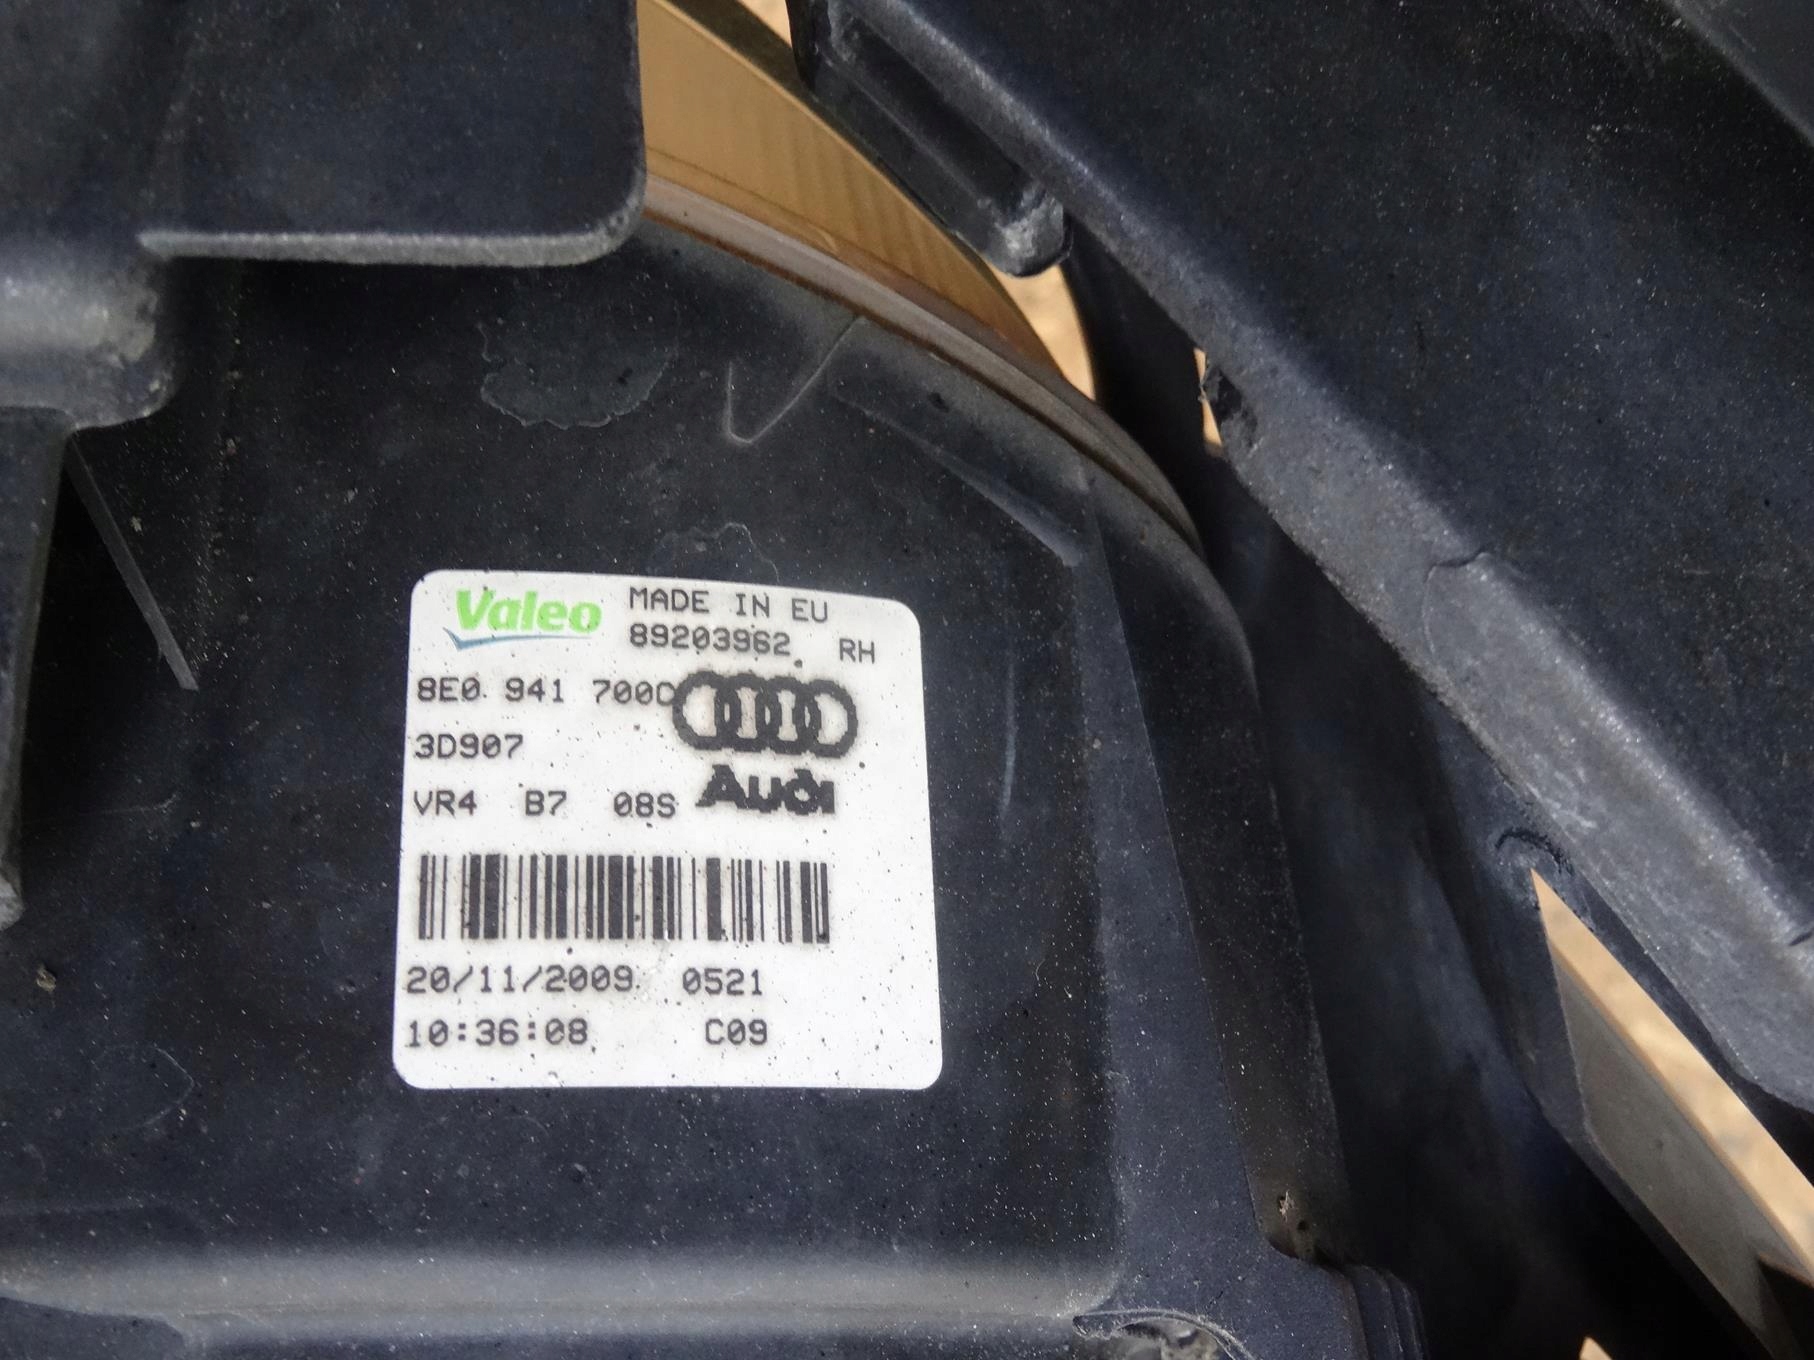 Valeo MADE IN EU
89203962 RH
8E0 941 700C
3D907
VR4 B7 08S Audi
20/11/2009 0521
10:36:08 C09